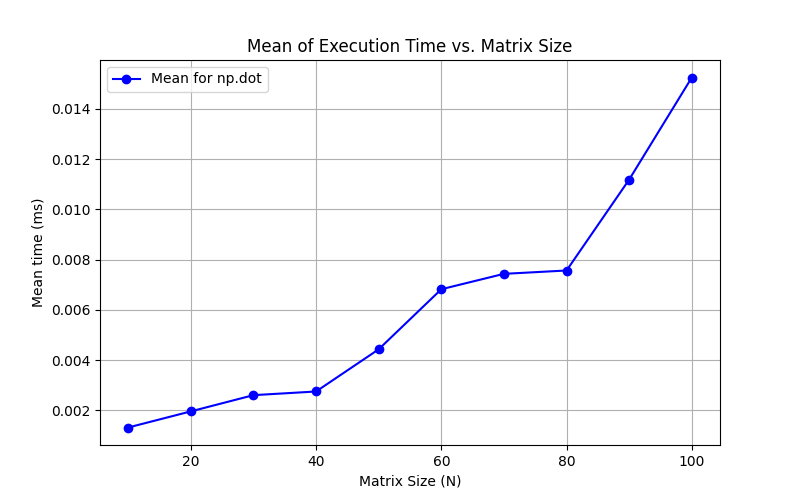 Mean of Execution Time vs. Matrix Size
Mean for np.dot
0.014
0.012
0.010
0.008
0.006
0.004
0.002
Mean time (ms)
20 40 60 80 100
Matrix Size (N)